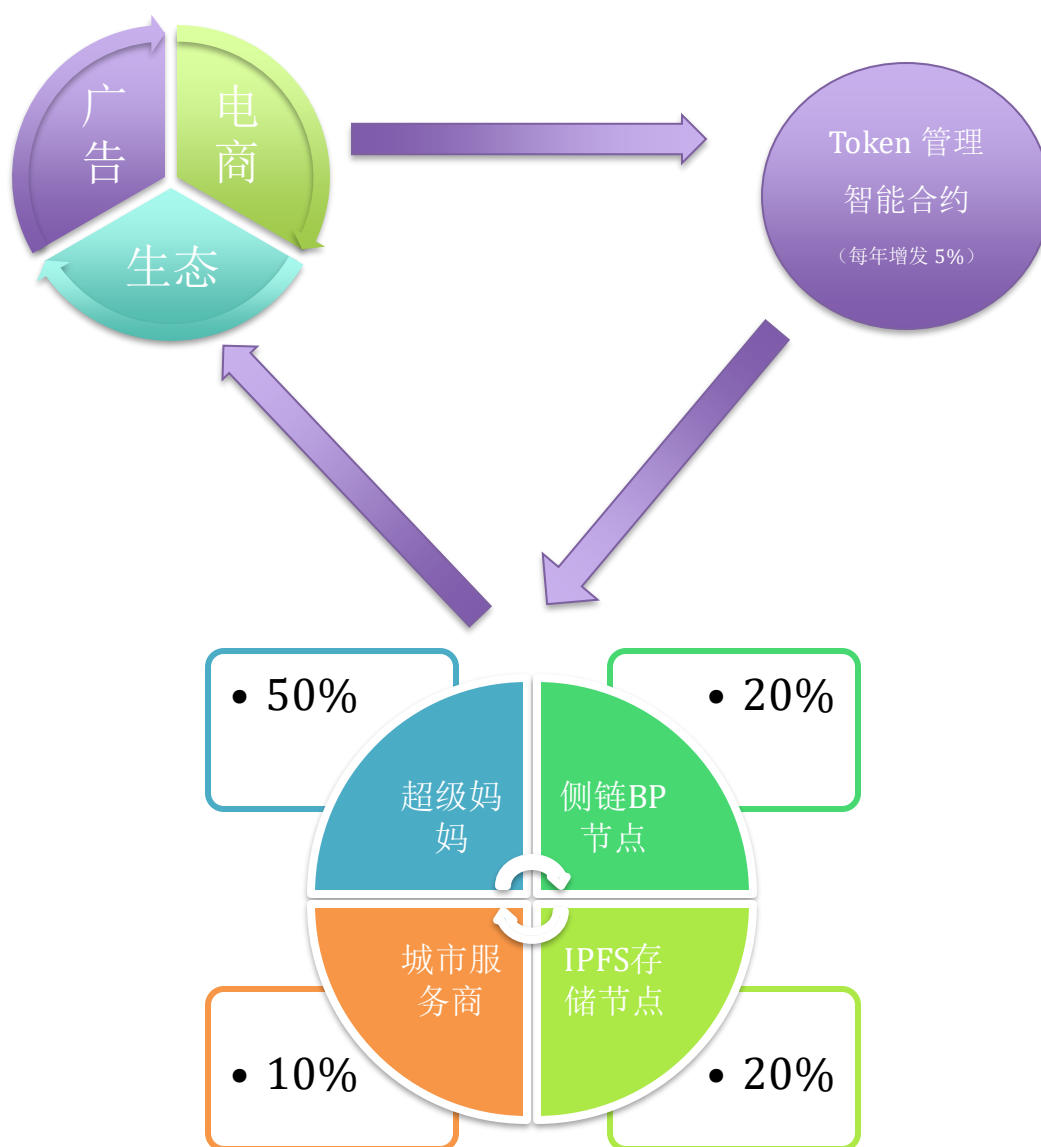 广
告
电
商
生态
Token 管理
智能合约
（每年增发 5%）
• 50%
• 20%
超级妈
妈
侧链BP
节点
城市服
务商
IPFS存
储节点
• 10%
• 20%